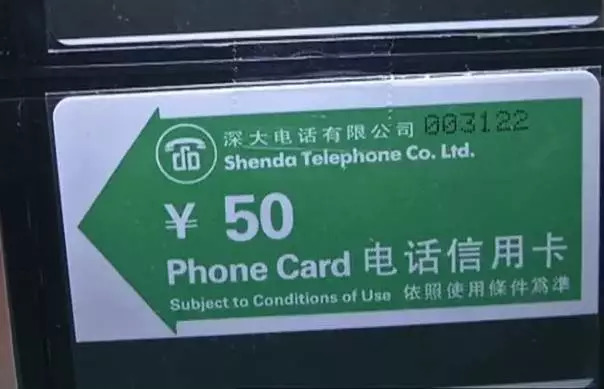 深大电话有限公司 003122
Shenda Telephone Co. Ltd.
¥ 50
Phone Card 电话信用卡
Subject to Conditions of Use 依照使用條件爲準